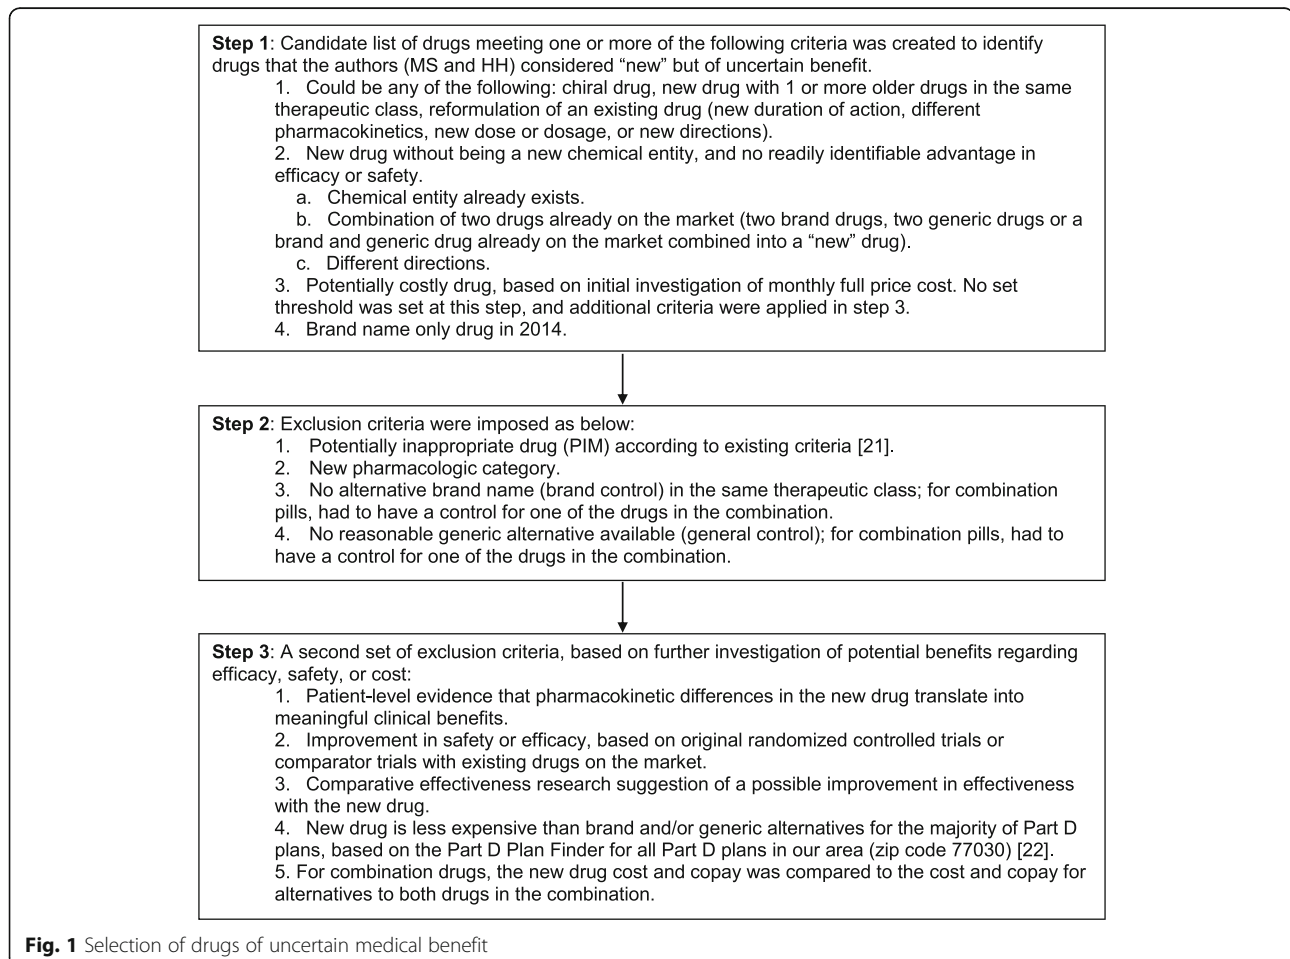 Step 1: Candidate list of drugs meeting one or more of the following criteria was created to identify
drugs that the authors (MS and HH) considered “new” but of uncertain benefit.
1. Could be any of the following: chiral drug, new drug with 1 or more older drugs in the same
therapeutic class, reformulation of an existing drug (new duration of action, different
pharmacokinetics, new dose or dosage, or new directions).
2. New drug without being a new chemical entity, and no readily identifiable advantage in
efficacy or safety.
a. Chemical entity already exists.
b. Combination of two drugs already on the market (two brand drugs, two generic drugs or a
brand and generic drug already on the market combined into a “new” drug).
c. Different directions.
3. Potentially costly drug, based on initial investigation of monthly full price cost. No set
threshold was set at this step, and additional criteria were applied in step 3.
4. Brand name only drug in 2014.
Step 2: Exclusion criteria were imposed as below:
1. Potentially inappropriate drug (PIM) according to existing criteria [21].
2. New pharmacologic category.
3. No alternative brand name (brand control) in the same therapeutic class; for combination
pills, had to have a control for one of the drugs in the combination.
4. No reasonable generic alternative available (general control); for combination pills, had to
have a control for one of the drugs in the combination.
Step 3: A second set of exclusion criteria, based on further investigation of potential benefits regarding
efficacy, safety, or cost:
1. Patient-level evidence that pharmacokinetic differences in the new drug translate into
meaningful clinical benefits.
2. Improvement in safety or efficacy, based on original randomized controlled trials or
comparator trials with existing drugs on the market.
3. Comparative effectiveness research suggestion of a possible improvement in effectiveness
with the new drug.
4. New drug is less expensive than brand and/or generic alternatives for the majority of Part D
plans, based on the Part D Plan Finder for all Part D plans in our area (zip code 77030) [22].
5. For combination drugs, the new drug cost and copay was compared to the cost and copay for
alternatives to both drugs in the combination.
Fig. 1 Selection of drugs of uncertain medical benefit